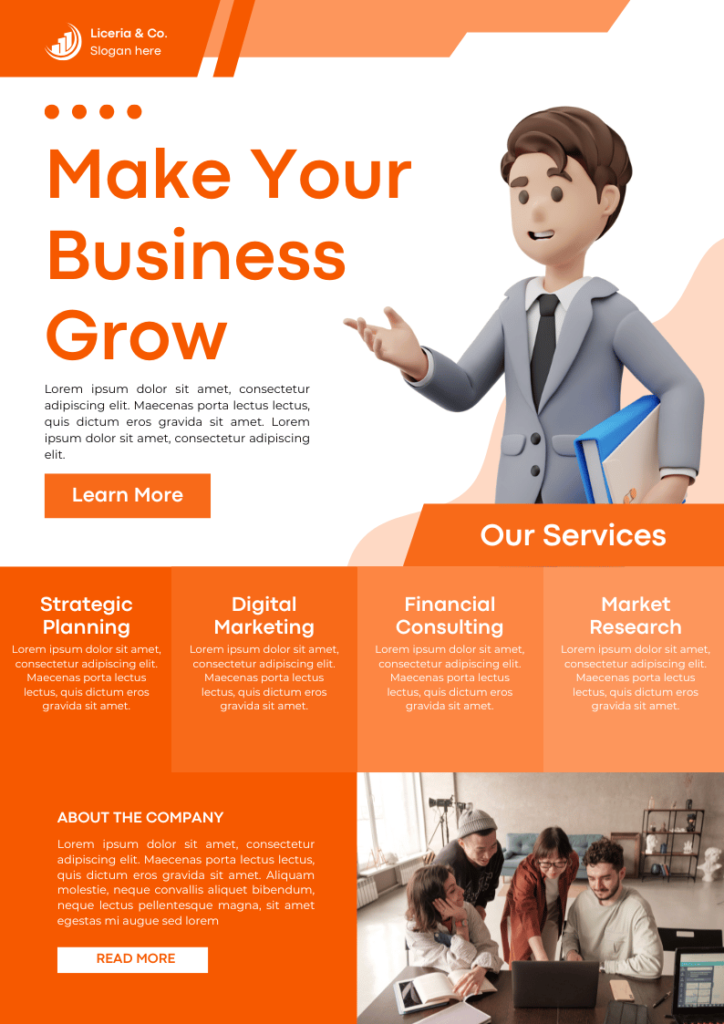 Liceria & Co.
Slogan here
Make Your
Business
Grow
Lorem ipsum dolor sit amet, consectetur
adipiscing elit. Maecenas porta lectus lectus,
quis dictum eros gravida sit amet. Lorem
ipsum dolor sit amet, consectetur adipiscing
elit.
Learn More
Our Services
Strategic
Planning
Lorem ipsum dolor sit amet,
consectetur adipiscing elit.
Maecenas porta lectus
lectus, quis dictum eros
gravida sit amet.
Digital
Marketing
Lorem ipsum dolor sit amet,
consectetur adipiscing elit.
Maecenas porta lectus
lectus, quis dictum eros
gravida sit amet.
Financial
Consulting
Lorem ipsum dolor sit amet,
consectetur adipiscing elit.
Maecenas porta lectus
lectus, quis dictum eros
gravida sit amet.
Market
Research
Lorem ipsum dolor sit amet,
consectetur adipiscing elit.
Maecenas porta lectus
lectus, quis dictum eros
gravida sit amet.
ABOUT THE COMPANY
Lorem ipsum dolor sit amet, consectetur
adipiscing elit. Maecenas porta lectus lectus,
quis dictum eros gravida sit amet. Aliquam
molestie, neque convallis aliquet bibendum,
neque lectus pellentesque magna, sit amet
egestas mi augue sed lorem
READ MORE